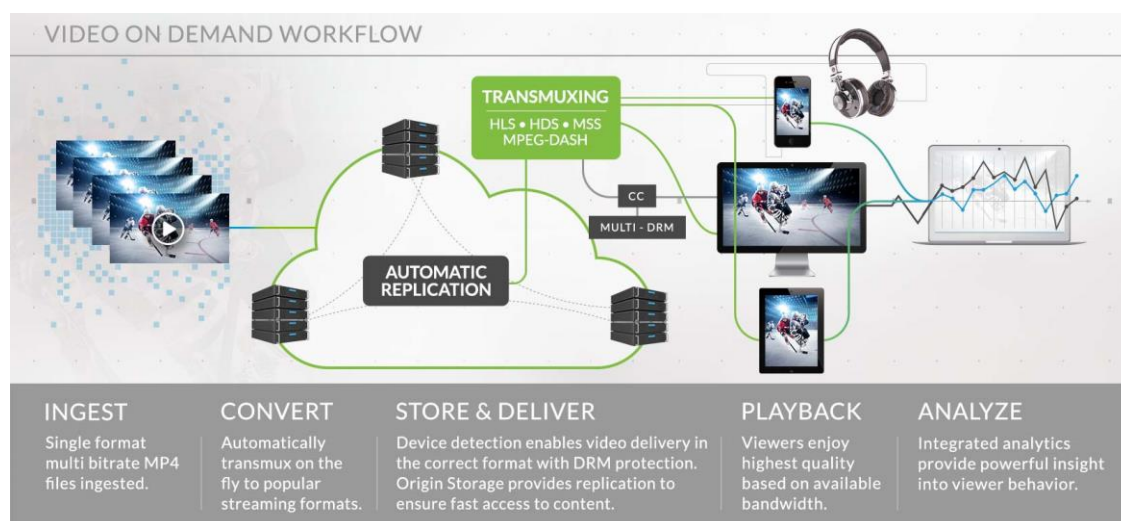 VIDEO ON DEMAND WORKFLOW
TRANSMUXING
HLS • HDS • MSS
MPEG-DASH
CC
MULTI - DRM
AUTOMATIC
REPLICATION
INGEST
Single format
multi bitrate MP4
files ingested.
CONVERT
Automatically
transmux on the
fly to popular
streaming formats.
STORE & DELIVER
Device detection enables video delivery in
the correct format with DRM protection.
Origin Storage provides replication to
ensure fast access to content.
PLAYBACK
Viewers enjoy
highest quality
based on available
bandwidth.
ANALYZE
Integrated analytics
provide powerful insight
into viewer behavior.